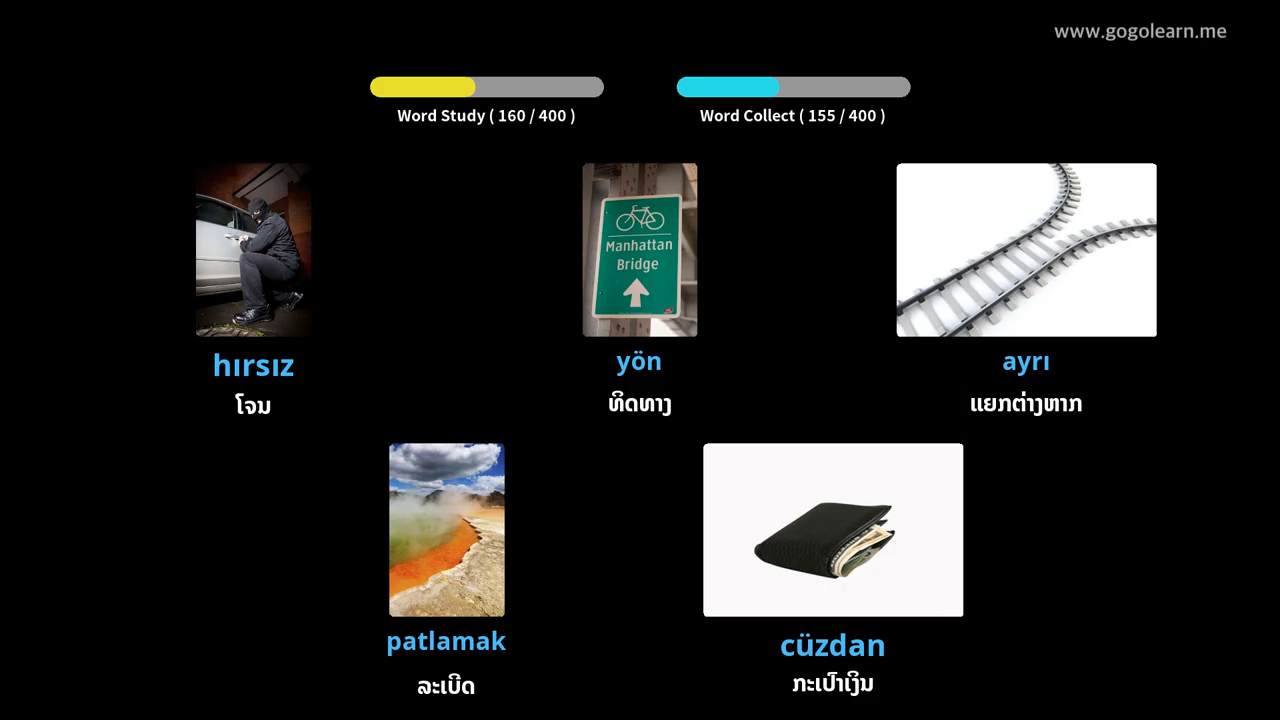 www.gogolearn.me
Word Study ( 160 / 400 )
Word Collect ( 155 / 400 )
Manhattan
Bridge
hırsız
ໂຈນ
yön
ທິດທາງ
ayrı
ແຍກຕ່າງຫາກ
patlamak
ລະເບີດ
cüzdan
ກະເປົາເງິນ